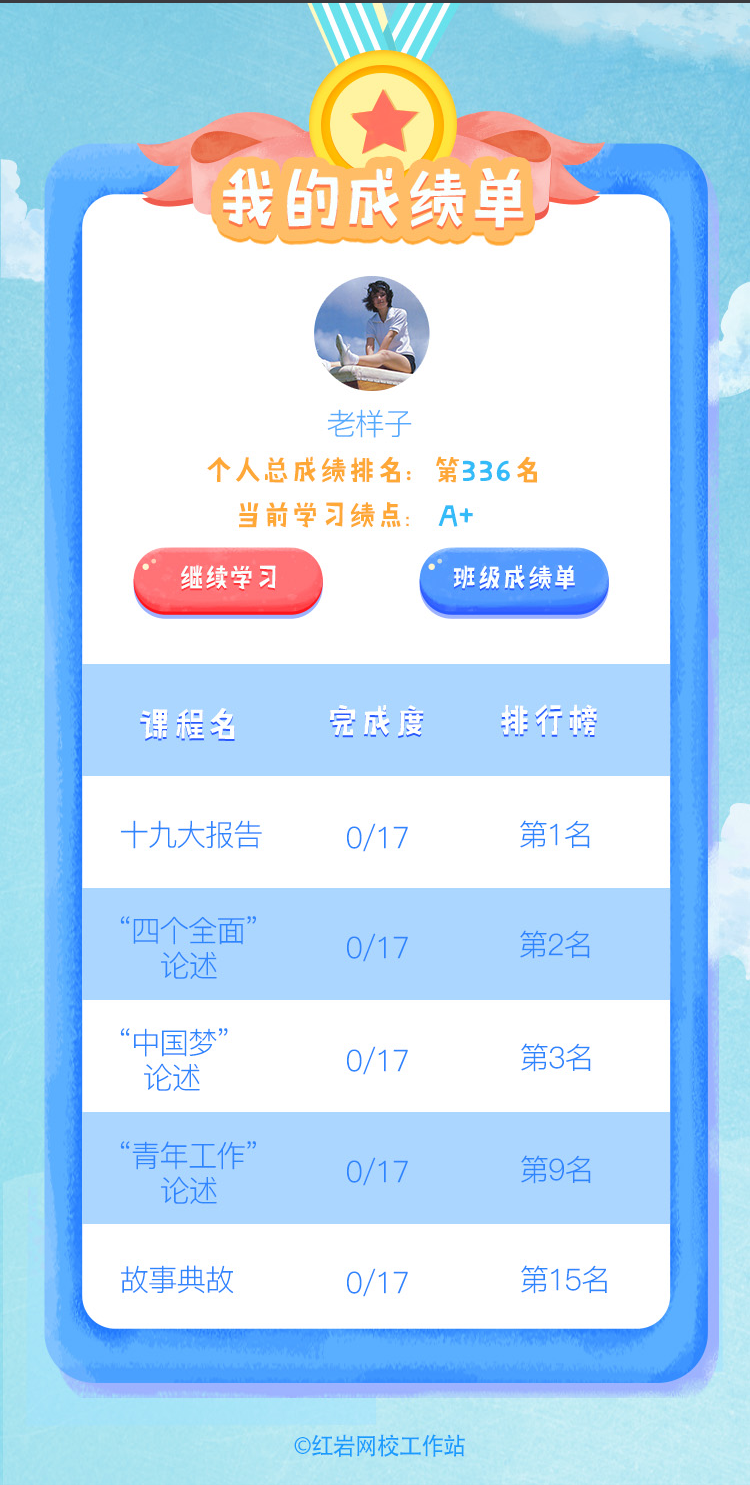 我的成绩单
老样子
个人总成绩排名： 第336名
当前学习绩点： A+
继续学习 班级成绩单
课程名 完成度 排行榜
十九大报告 0/17 第1名
“四个全面”
论述 0/17 第2名
“中国梦”
论述 0/17 第3名
“青年工作”
论述 0/17 第9名
故事典故 0/17 第15名
©红岩网校工作站